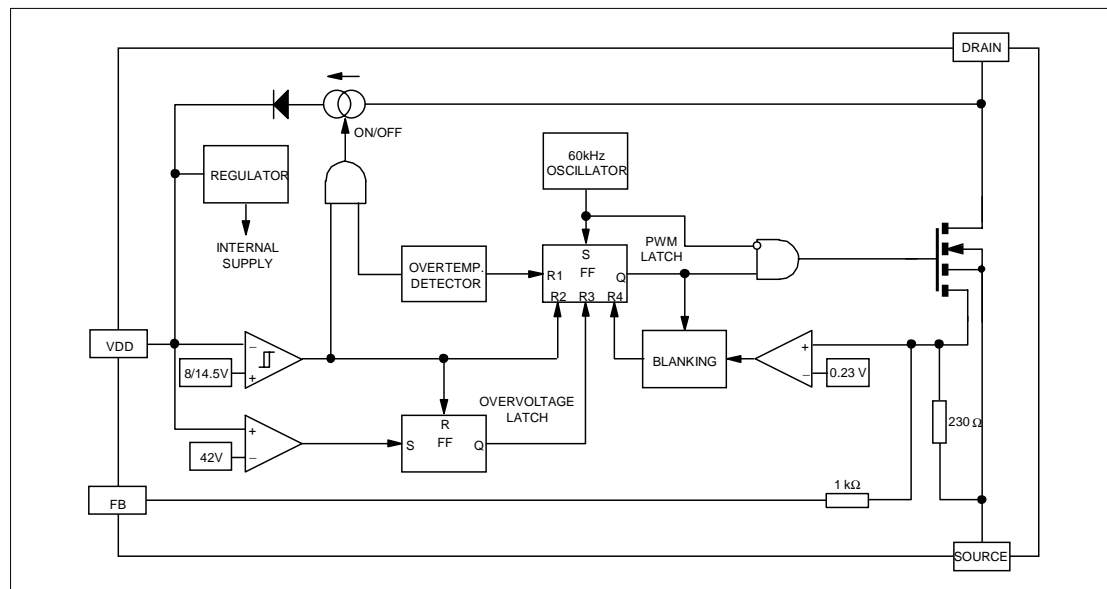 DRAIN
ON/OFF
60kHz
OSCILLATOR
REGULATOR
INTERNAL
SUPPLY
PWM
LATCH
OVERTEMP.
DETECTOR
S
FF
R1
Q
R2 R3 R4
VDD
−
8/14.5V
+
BLANKING
+
−
0.23 V
OVERVOLTAGE
LATCH
R
FF
S
Q
+
42V
−
230 Ω
1 kΩ
FB
SOURCE